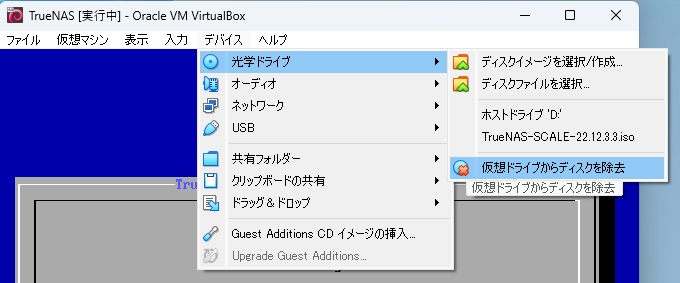 TrueNAS [実行中] - Oracle VM VirtualBox
ファイル 仮想マシン 表示 入力 デバイス ヘルプ
光学ドライブ
オーディオ
ネットワーク
USB
共有フォルダー
クリップボードの共有
ドラッグ＆ドロップ
Guest Additions CD イメージの挿入...
Upgrade Guest Additions...
ディスクイメージを選択/作成...
ディスクファイルを選択...
ホストドライブ 'D:'
TrueNAS-SCALE-22.12.3.3.iso
仮想ドライブからディスクを除去
仮想ドライブからディスクを除去